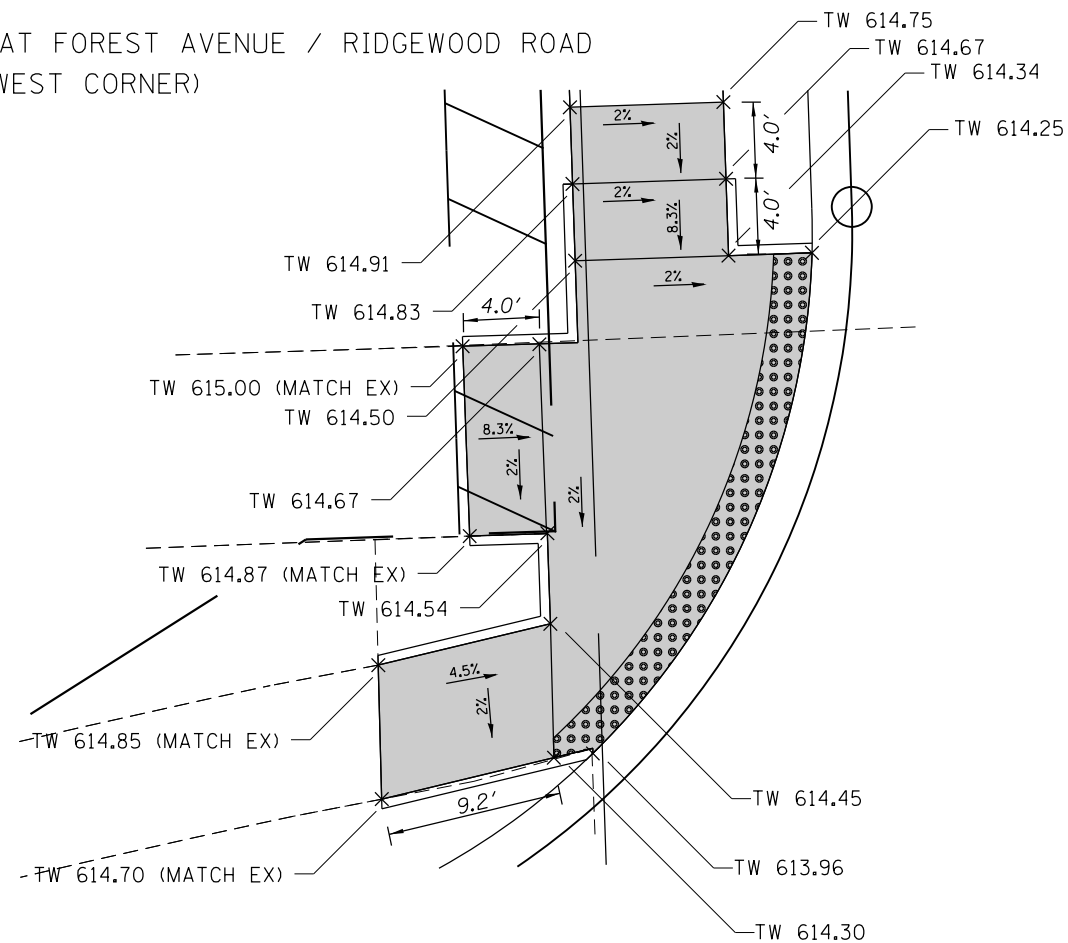 AT FOREST AVENUE / RIDGEWOOD ROAD
WEST CORNER)
TW 614.75
TW 614.67
TW 614.34
TW 614.25
2%
2%
4.0'
2%
8.3%
4.0'
TW 614.91
2%
TW 614.83
4.0'
TW 615.00 (MATCH EX)
TW 614.50
8.3%
2%
2%
TW 614.67
TW 614.87 (MATCH EX)
TW 614.54
4.5%
2%
TW 614.85 (MATCH EX)
9.2'
TW 614.45
TW 614.70 (MATCH EX)
TW 613.96
TW 614.30